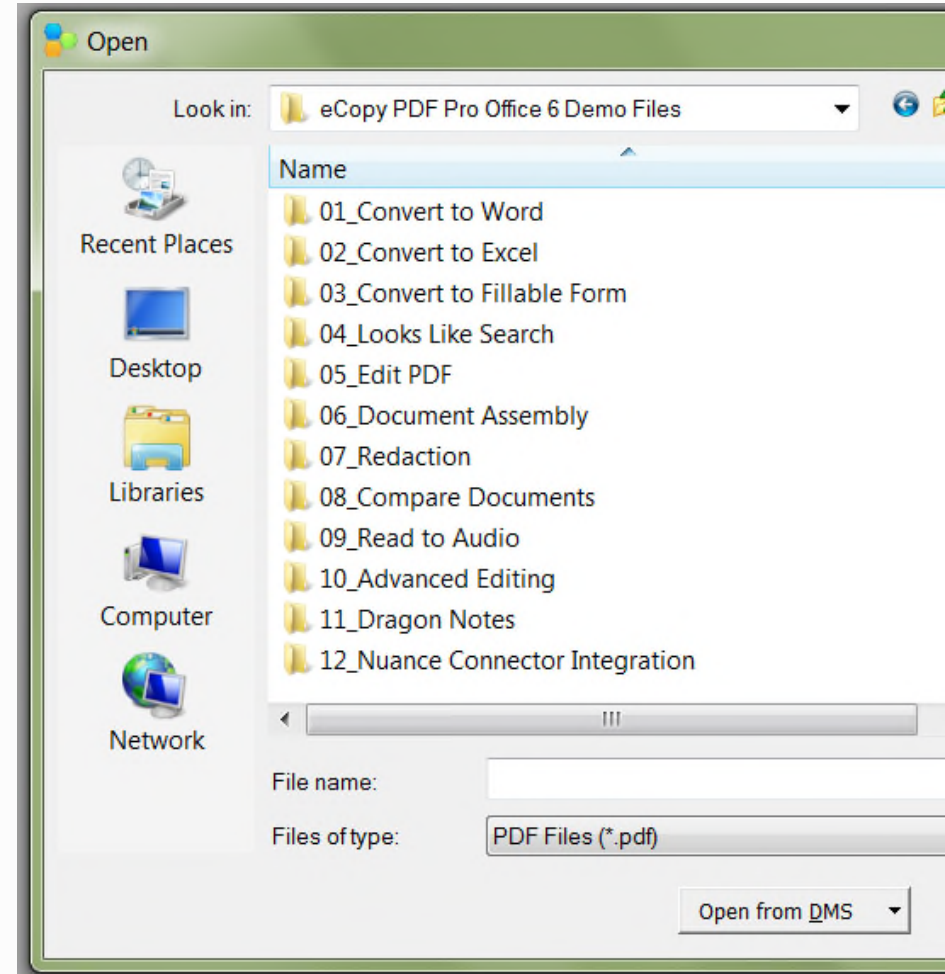 Open
Look in:
eCopy PDF Pro Office 6 Demo Files
Name
01_Convert to Word
02_Convert to Excel
03_Convert to Fillable Form
04_Looks Like Search
05_Edit PDF
06_Document Assembly
07_Redaction
08_Compare Documents
09_Read to Audio
10_Advanced Editing
11_Dragon Notes
12_Nuance Connector Integration
Recent Places
Desktop
Libraries
Computer
Network
File name:
Files of type:
PDF Files (*.pdf)
Open from DMS